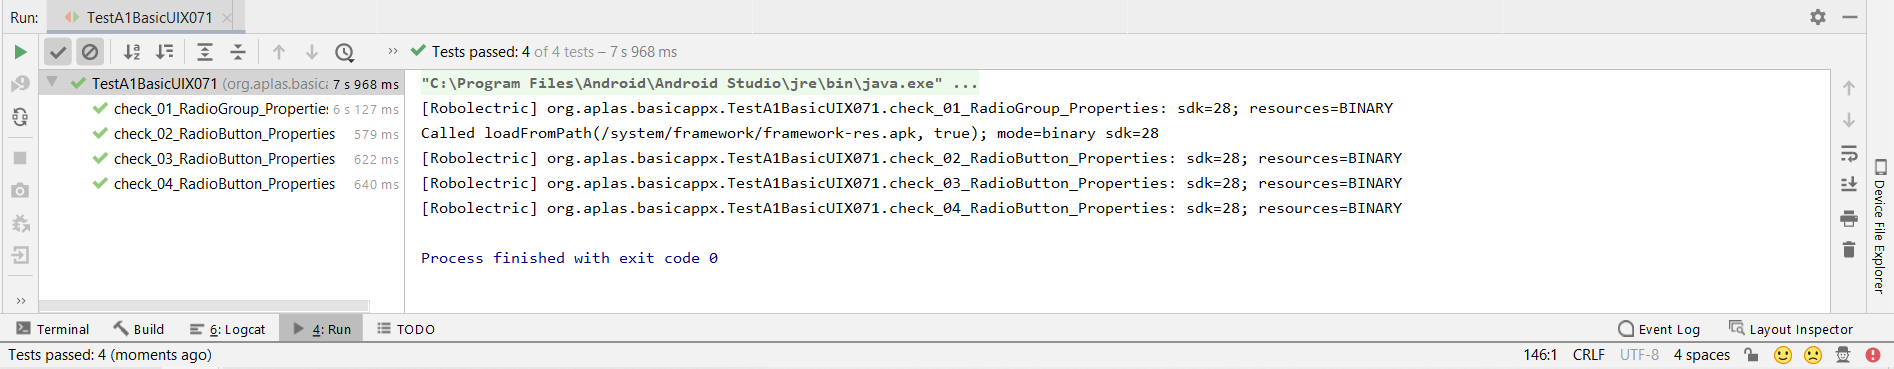 Run: TestA1BasicUIX071
Tests passed: 4 of 4 tests – 7 s 968 ms
TestA1BasicUIX071 (org.aplas.basica 7 s 968 ms
check_01_RadioGroup_Properties 6 s 127 ms
check_02_RadioButton_Properties 579 ms
check_03_RadioButton_Properties 622 ms
check_04_RadioButton_Properties 640 ms
"C:\Program Files\Android\Android Studio\jre\bin\java.exe" ...
[Robolectric] org.aplas.basicappx.TestA1BasicUIX071.check_01_RadioGroup_Properties: sdk=28; resources=BINARY
Called loadFromPath(/system/framework/framework-res.apk, true); mode=binary sdk=28
[Robolectric] org.aplas.basicappx.TestA1BasicUIX071.check_02_RadioButton_Properties: sdk=28; resources=BINARY
[Robolectric] org.aplas.basicappx.TestA1BasicUIX071.check_03_RadioButton_Properties: sdk=28; resources=BINARY
[Robolectric] org.aplas.basicappx.TestA1BasicUIX071.check_04_RadioButton_Properties: sdk=28; resources=BINARY
Process finished with exit code 0
Device File Explorer
Terminal Build 6: Logcat 4: Run TODO Event Log Layout Inspector
Tests passed: 4 (moments ago) 146:1 CRLF UTF-8 4 spaces